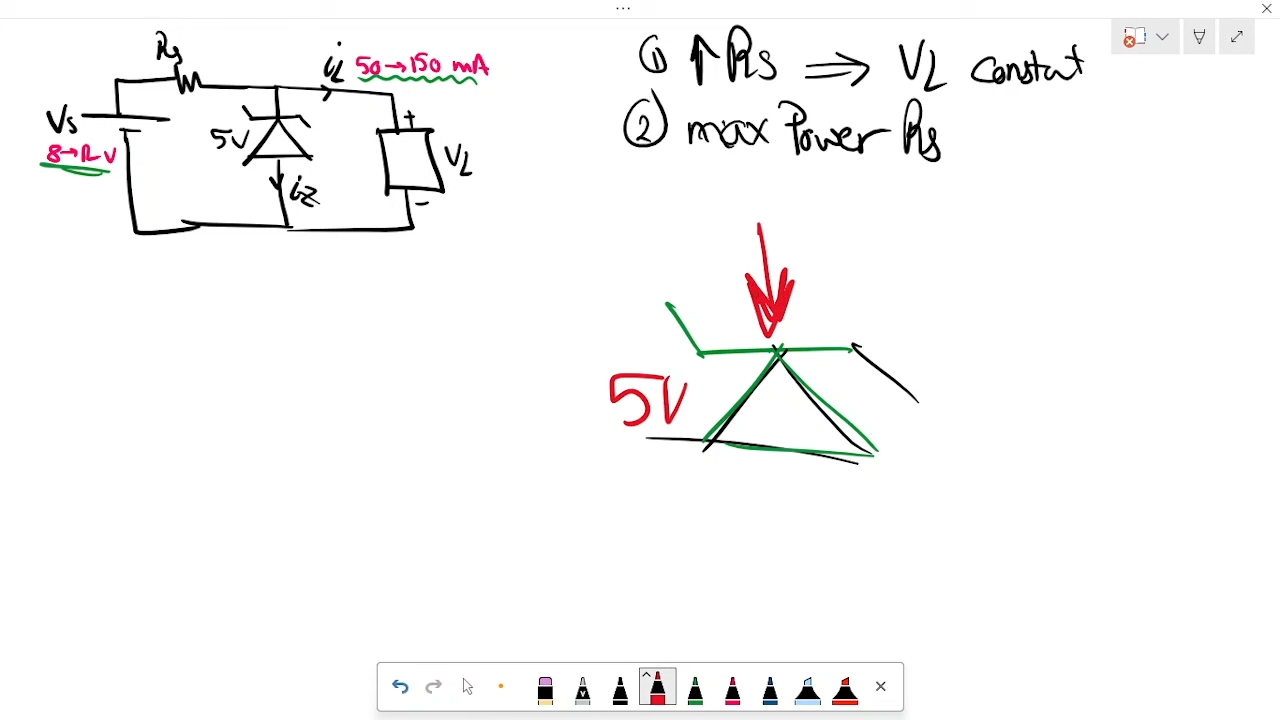 ① ↑Rs ⇒ VL constant
② max Power Rs
Rs
iL 50→150 mA
Vs
8→12 V
5V
iz
+
VL
-
5V